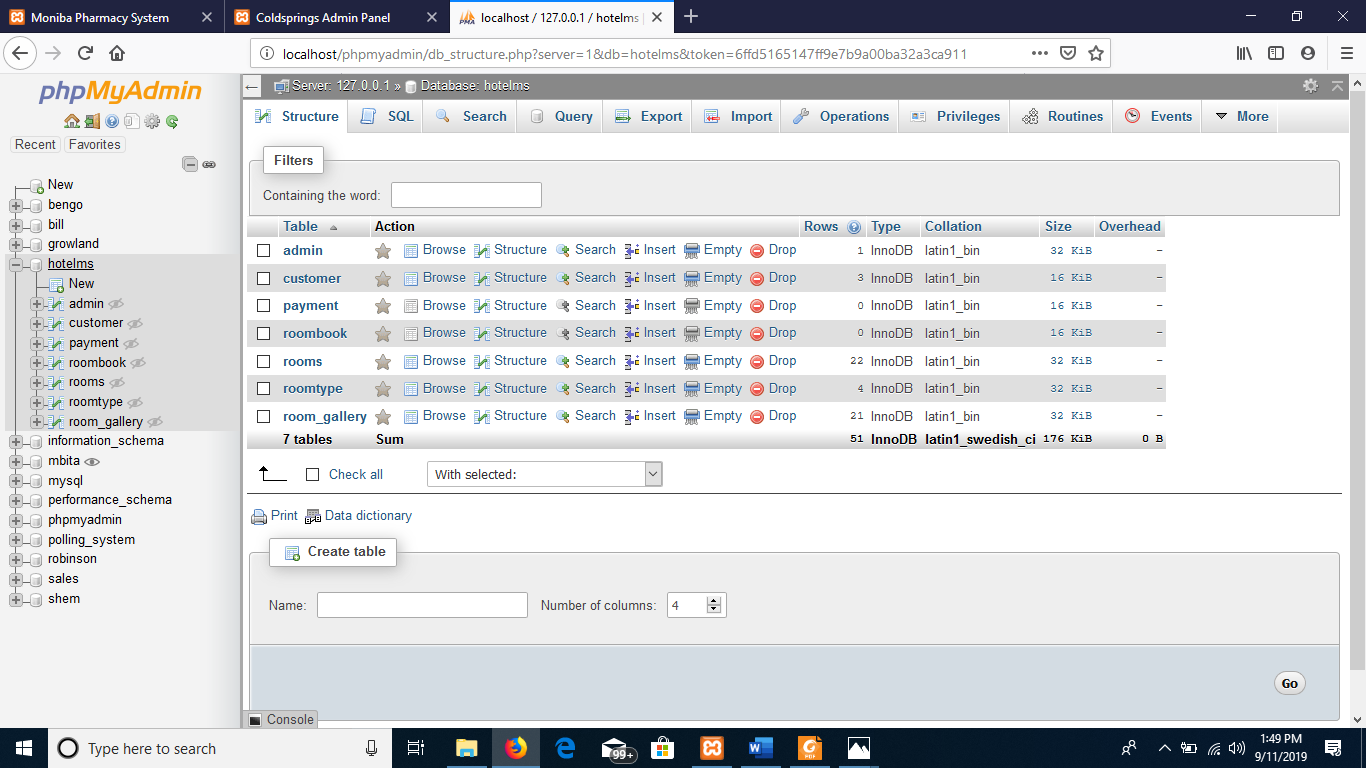 Moniba Pharmacy System
Coldsprings Admin Panel
localhost / 127.0.0.1 / hotelms |
localhost/phpmyadmin/db_structure.php?server=1&db=hotelms&token=6ffd5165147ff9e7b9a00ba32a3ca911
phpMyAdmin
Recent Favorites
New
bengo
bill
growland
hotelms
New
admin
customer
payment
roombook
rooms
roomtype
room_gallery
information_schema
mbita
mysql
performance_schema
phpmyadmin
polling_system
robinson
sales
shem
Server: 127.0.0.1 » Database: hotelms
Structure SQL Search Query Export Import Operations Privileges Routines Events More
Filters
Containing the word:
Table Action Rows Type Collation Size Overhead
admin Browse Structure Search Insert Empty Drop 1 InnoDB latin1_bin 32 KiB -
customer Browse Structure Search Insert Empty Drop 3 InnoDB latin1_bin 16 KiB -
payment Browse Structure Search Insert Empty Drop 0 InnoDB latin1_bin 16 KiB -
roombook Browse Structure Search Insert Empty Drop 0 InnoDB latin1_bin 16 KiB -
rooms Browse Structure Search Insert Empty Drop 22 InnoDB latin1_bin 32 KiB -
roomtype Browse Structure Search Insert Empty Drop 4 InnoDB latin1_bin 32 KiB -
room_gallery Browse Structure Search Insert Empty Drop 21 InnoDB latin1_bin 32 KiB -
7 tables Sum 51 InnoDB latin1_swedish_ci 176 KiB 0 B
Check all With selected:
Print Data dictionary
Create table
Name: Number of columns: 4
Go
Console
Type here to search
99+
1:49 PM
9/11/2019